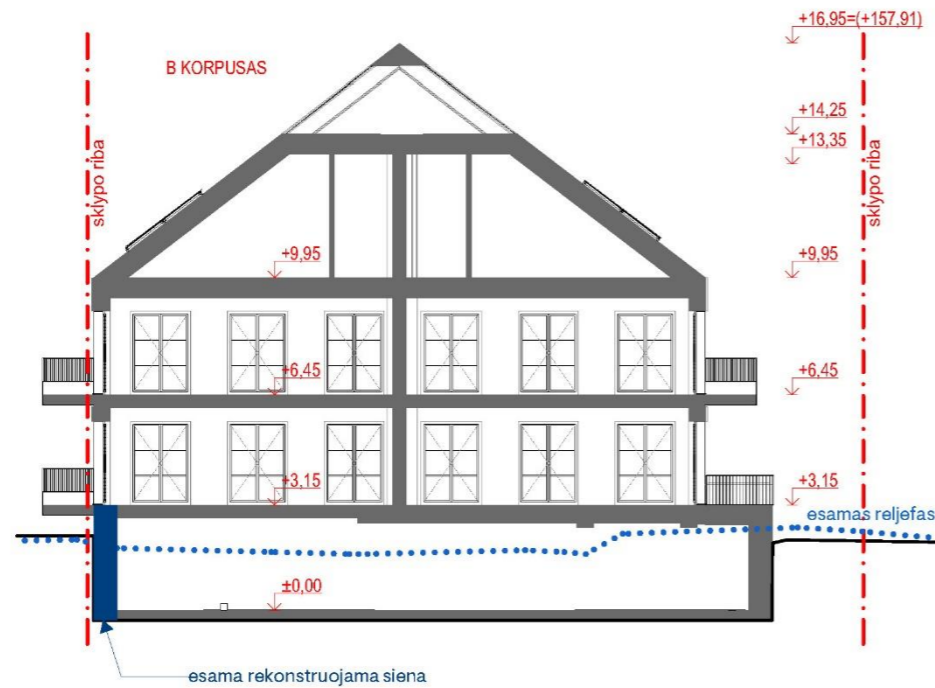 +16,95=(+157,91)
B KORPUSAS
+14,25
+13,35
sklypo riba
sklypo riba
+9,95
+9,95
+6,45
+6,45
+3,15
+3,15
esamas reljefas
±0,00
esama rekonstruojama siena